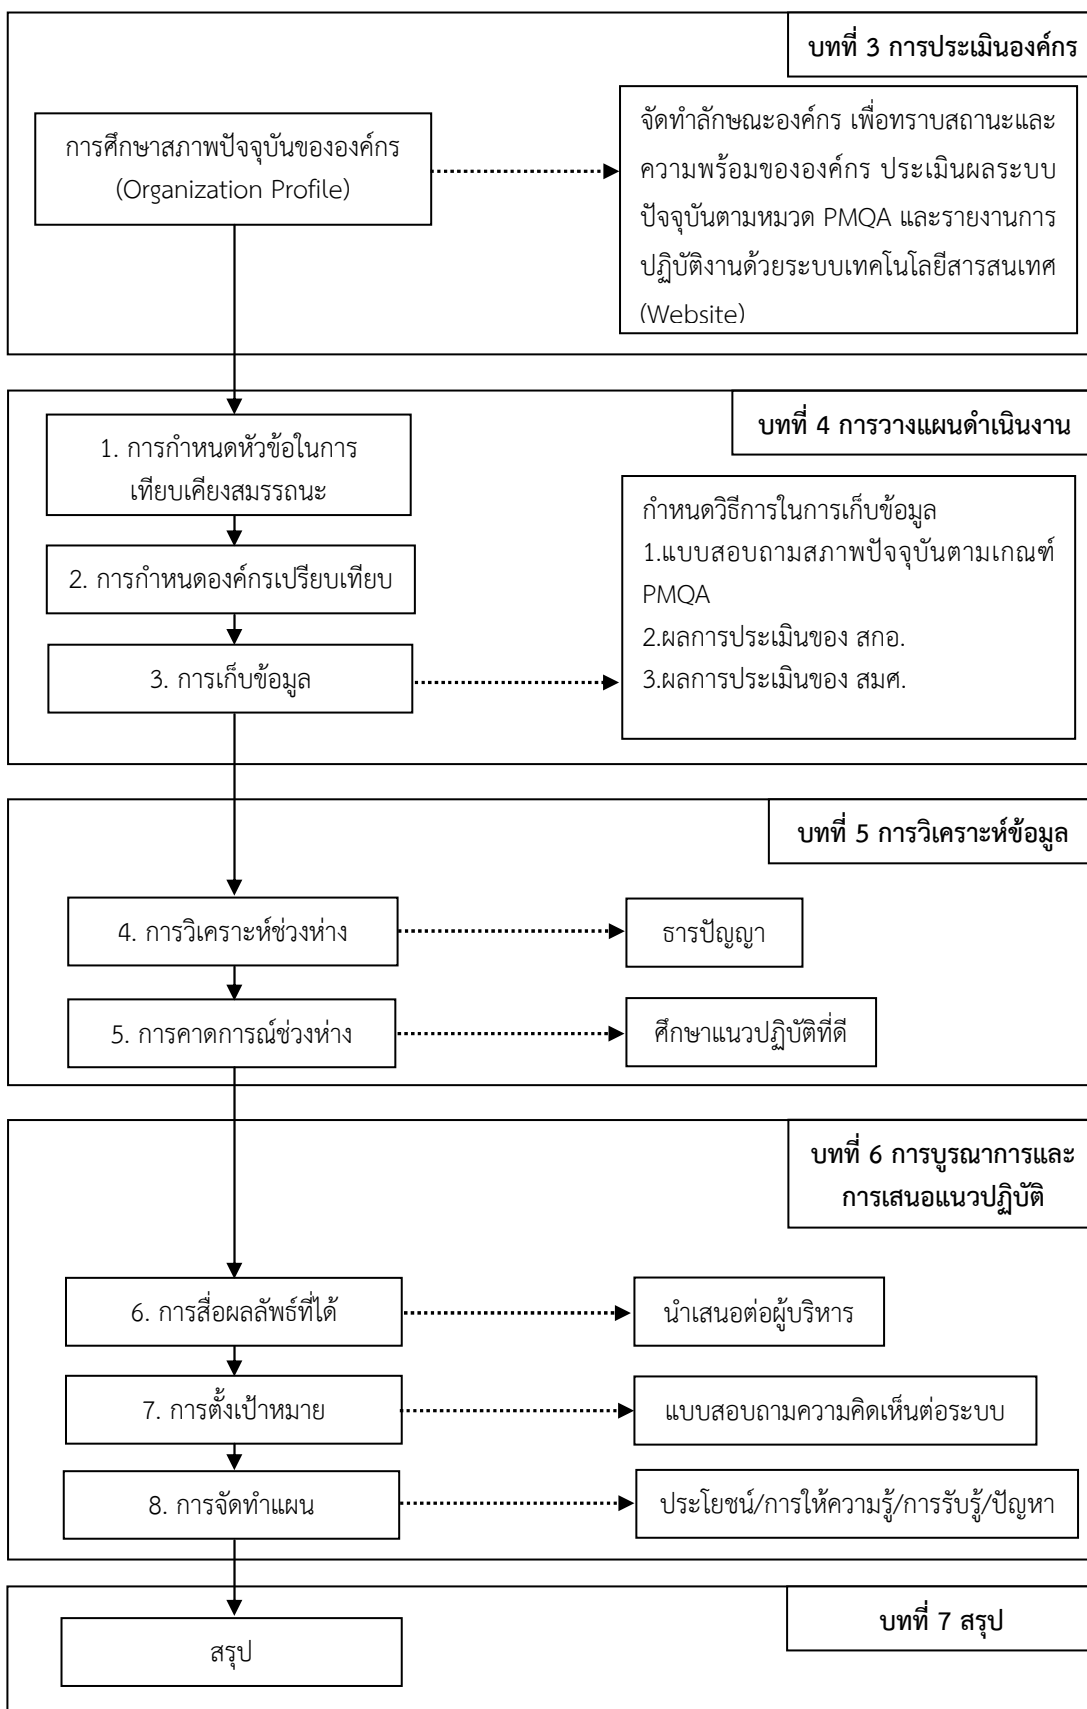 บทที่ 3 การประเมินองค์กร
การศึกษาสภาพปัจจุบันขององค์กร
(Organization Profile)
จัดทำลักษณะองค์กร เพื่อทราบสถานะและ
ความพร้อมขององค์กร ประเมินผลระบบ
ปัจจุบันตามหมวด PMQA และรายงานการ
ปฏิบัติงานด้วยระบบเทคโนโลยีสารสนเทศ
(Website)
บทที่ 4 การวางแผนดำเนินงาน
1. การกำหนดหัวข้อในการ
เทียบเคียงสมรรถนะ
2. การกำหนดองค์กรเปรียบเทียบ
3. การเก็บข้อมูล
กำหนดวิธีการในการเก็บข้อมูล
1.แบบสอบถามสภาพปัจจุบันตามเกณฑ์
PMQA
2.ผลการประเมินของ สกอ.
3.ผลการประเมินของ สมศ.
บทที่ 5 การวิเคราะห์ข้อมูล
4. การวิเคราะห์ช่วงห่าง
ธารปัญญา
5. การคาดการณ์ช่วงห่าง
ศึกษาแนวปฏิบัติที่ดี
บทที่ 6 การบูรณาการและ
การเสนอแนวปฏิบัติ
6. การสื่อผลลัพธ์ที่ได้
นำเสนอต่อผู้บริหาร
7. การตั้งเป้าหมาย
แบบสอบถามความคิดเห็นต่อระบบ
8. การจัดทำแผน
ประโยชน์/การให้ความรู้/การรับรู้/ปัญหา
บทที่ 7 สรุป
สรุป